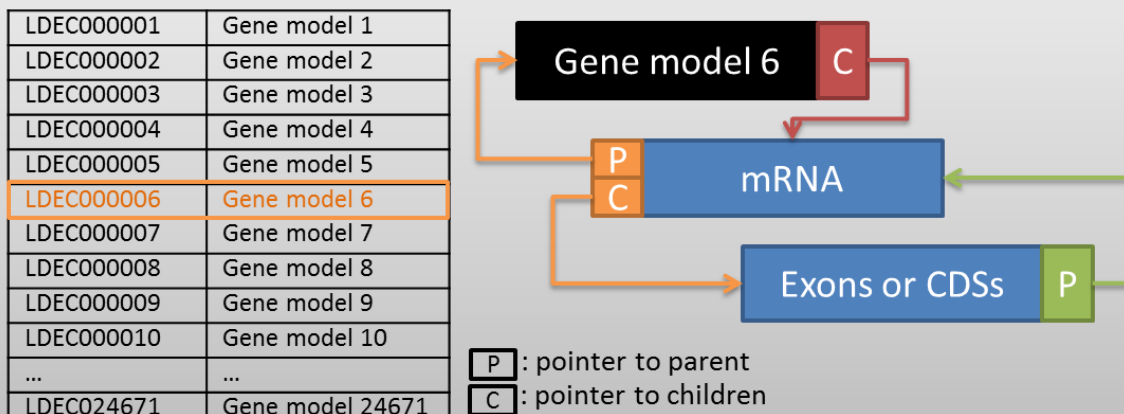 LDEC000001 Gene model 1
LDEC000002 Gene model 2
LDEC000003 Gene model 3
LDEC000004 Gene model 4
LDEC000005 Gene model 5
LDEC000006 Gene model 6
LDEC000007 Gene model 7
LDEC000008 Gene model 8
LDEC000009 Gene model 9
LDEC000010 Gene model 10
... ...
LDEC024671 Gene model 24671
Gene model 6 C
P
C
mRNA
Exons or CDSs P
P : pointer to parent
C : pointer to children